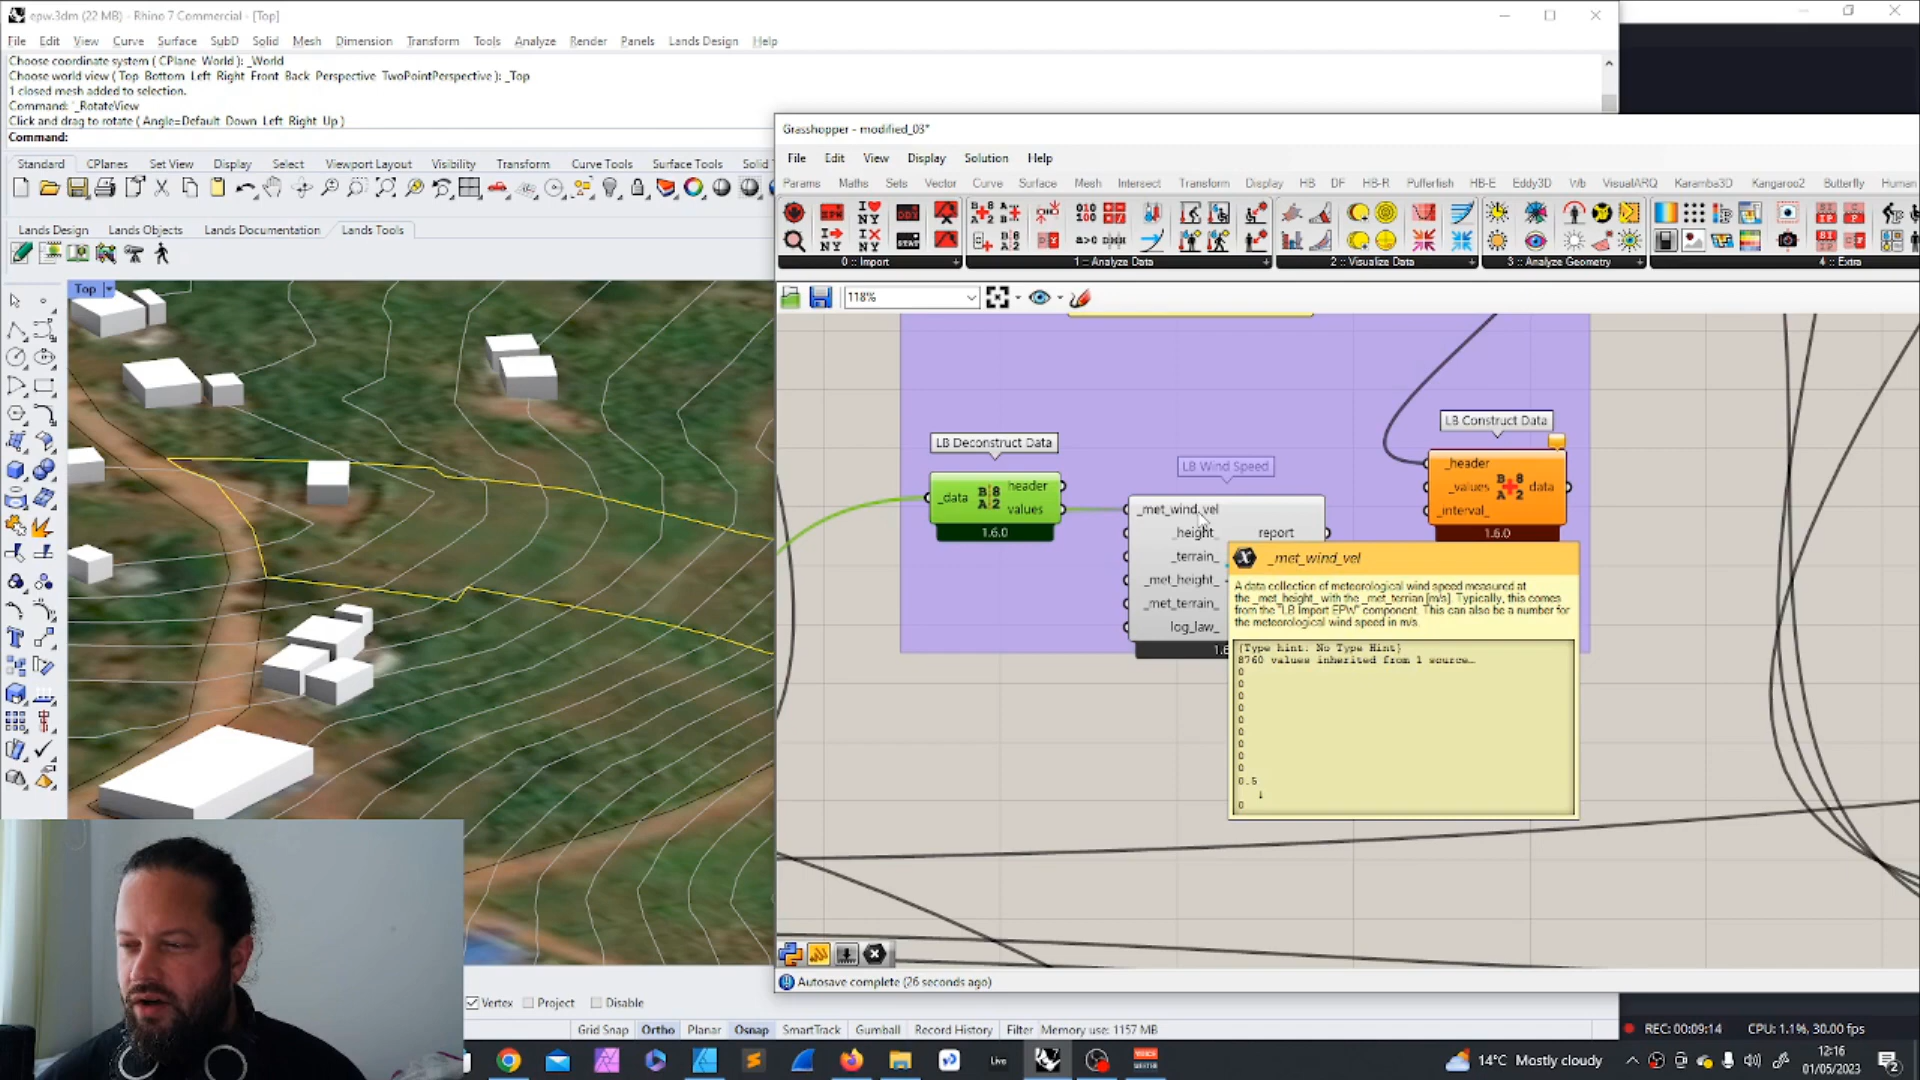 epw.3dm (22 MB) - Rhino 7 Commercial - [Top]
File Edit View Curve Surface SubD Solid Mesh Dimension Transform Tools Analyze Render Panels Lands Design Help
Choose coordinate system ( CPlane World ): _World
Choose world view ( Top Bottom Left Right Front Back Perspective TwoPointPerspective ): _Top
1 closed mesh added to selection.
Command: '_RotateView
Click and drag to rotate ( Angle=Default Down Left Right Up )
Command:
Standard CPlanes Set View Display Select Viewport Layout Visibility Transform Curve Tools Surface Tools Solid
Lands Design Lands Objects Lands Documentation Lands Tools
Top
Grasshopper - modified_03*
File Edit View Display Solution Help
Params Maths Sets Vector Curve Surface Mesh Intersect Transform Display HB DF HB-R Pufferfish HB-E Eddy3D Wb VisualARQ Karamba3D Kangaroo2 Butterfly Human
0 :: Import
1 :: Analyze Data
2 :: Visualize Data
3 :: Analyze Geometry
4 :: Extra
118%
LB Deconstruct Data
_data
header
values
1.6.0
LB Wind Speed
_met_wind_vel
_height_
_terrain_
_met_height_
_met_terrain_
log_law_
report
1.6
LB Construct Data
_header
_values
_interval_
data
1.6.0
_met_wind_vel
A data collection of meteorological wind speed measured at
the _met_height_ with the _met_terrian [m/s]. Typically, this comes
from the "LB Import EPW" component. This can also be a number for
the meteorological wind speed in m/s.
{Type hint: No Type Hint}
8760 values inherited from 1 source…
0
0
0
0
0
0
0
0
0
0.5
0
Autosave complete (26 seconds ago)
Vertex Project Disable
Grid Snap Ortho Planar Osnap SmartTrack Gumball Record History Filter Memory use: 1157 MB
REC: 00:09:14 CPU: 1.1%, 30.00 fps
Live
14°C Mostly cloudy
12:16
01/05/2023
2